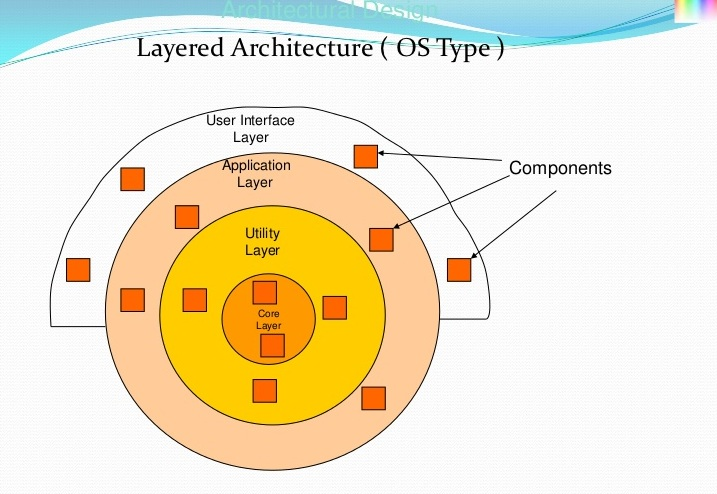 Architectural Design
Layered Architecture ( OS Type )
User Interface
Layer
Application
Layer
Components
Utility
Layer
Core
Layer